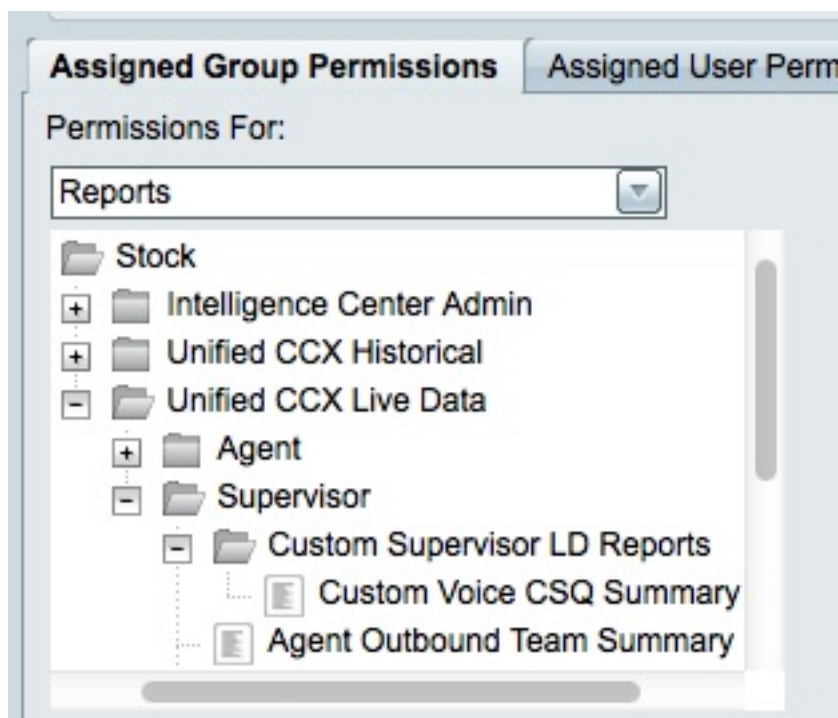 Assigned Group Permissions
Assigned User Perm
Permissions For:
Reports
Stock
Intelligence Center Admin
Unified CCX Historical
Unified CCX Live Data
Agent
Supervisor
Custom Supervisor LD Reports
Custom Voice CSQ Summary
Agent Outbound Team Summary